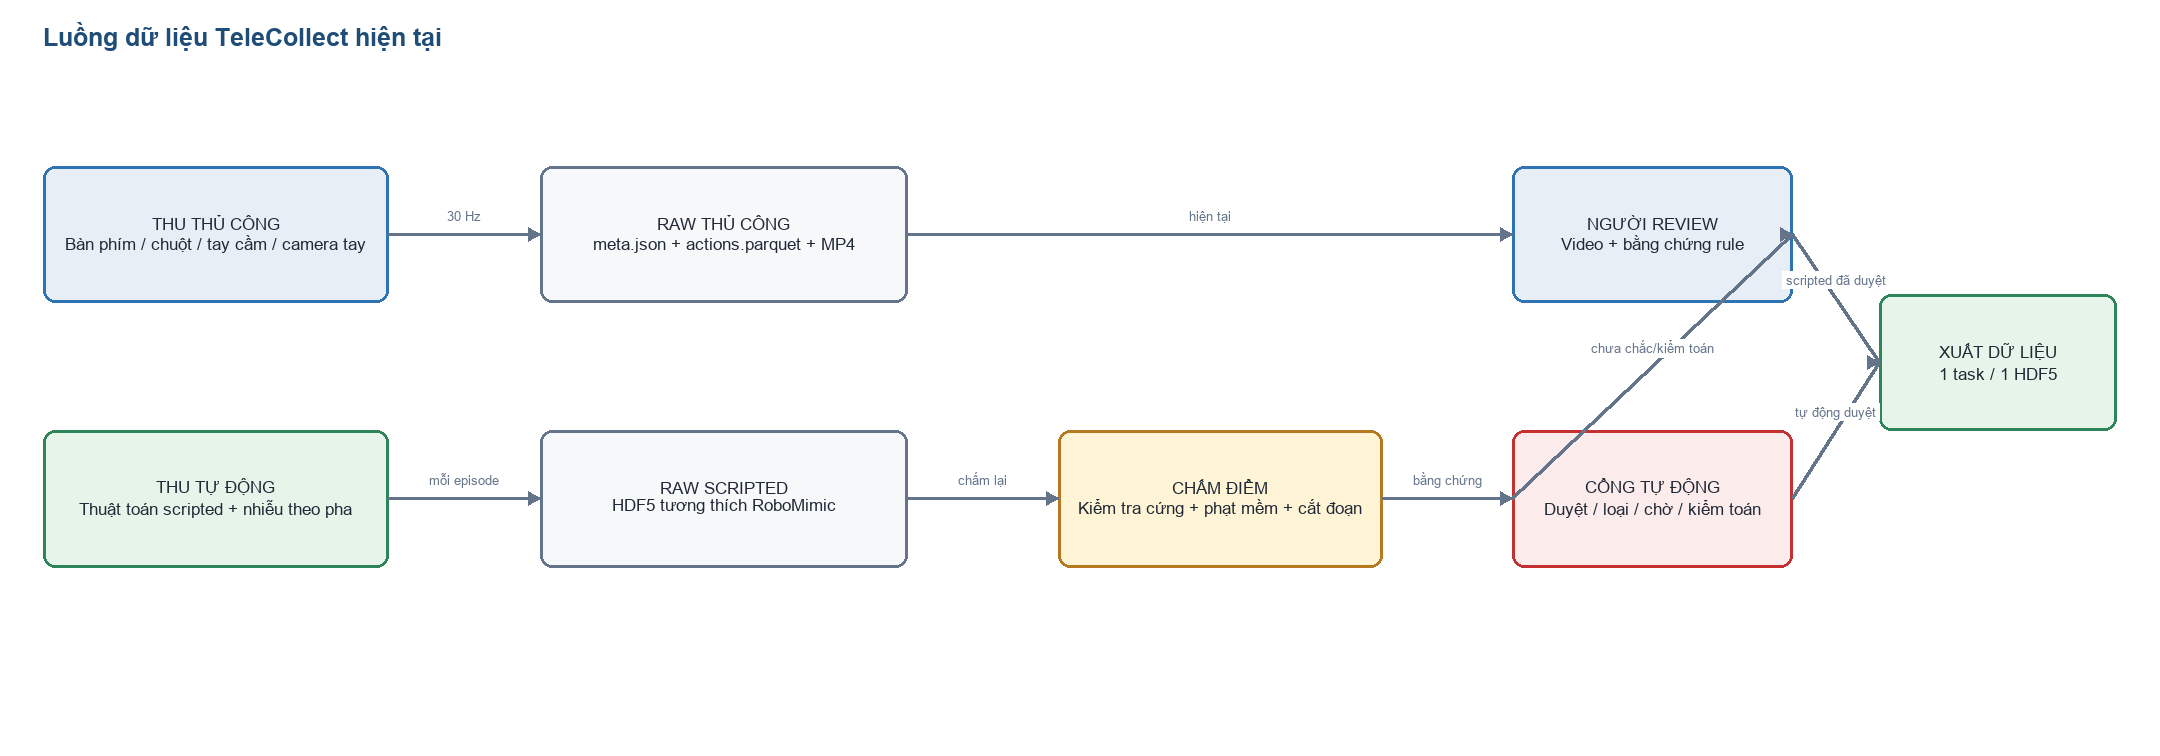 Luồng dữ liệu TeleCollect hiện tại
THU THỦ CÔNG
Bàn phím / chuột / tay cầm / camera tay
30 Hz
RAW THỦ CÔNG
meta.json + actions.parquet + MP4
hiện tại
NGƯỜI REVIEW
Video + bằng chứng rule
scripted đã duyệt
chưa chắc/kiểm toán
XUẤT DỮ LIỆU
1 task / 1 HDF5
tự động duyệt
THU TỰ ĐỘNG
Thuật toán scripted + nhiễu theo pha
mỗi episode
RAW SCRIPTED
HDF5 tương thích RoboMimic
chấm lại
CHẤM ĐIỂM
Kiểm tra cứng + phạt mềm + cắt đoạn
bằng chứng
CỔNG TỰ ĐỘNG
Duyệt / loại / chờ / kiểm toán